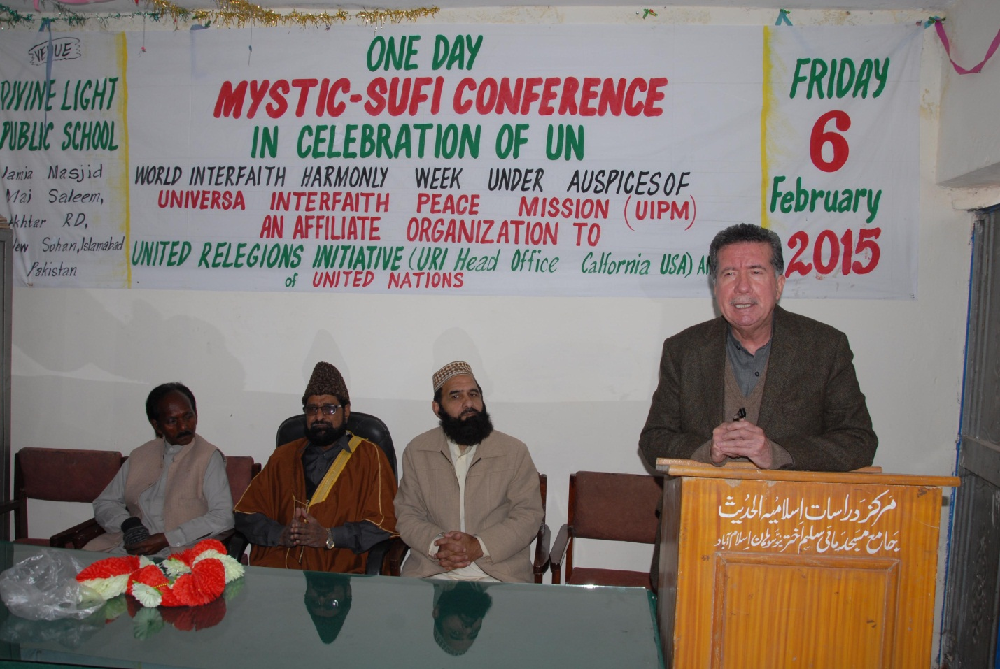 VENUE
DIVINE LIGHT
PUBLIC SCHOOL
Jamia Masjid
Mai Saleem,
Akhtar RD,
New Sohan, Islamabad
Pakistan
ONE DAY
MYSTIC-SUFI CONFERENCE
IN CELEBRATION OF UN
WORLD INTERFAITH HARMONLY WEEK UNDER AUSPICES OF
UNIVERSA INTERFAITH PEACE MISSION (UIPM)
AN AFFILIATE ORGANIZATION TO
UNITED RELEGIONS INITIATIVE (URI Head Office Calfornia USA)
of UNITED NATIONS
FRIDAY
6
February
2015
مرکز دراسات اسلامیہ الحدیث
جامع مسجد مائی سلیم اختر نیو سوہان اسلام آباد